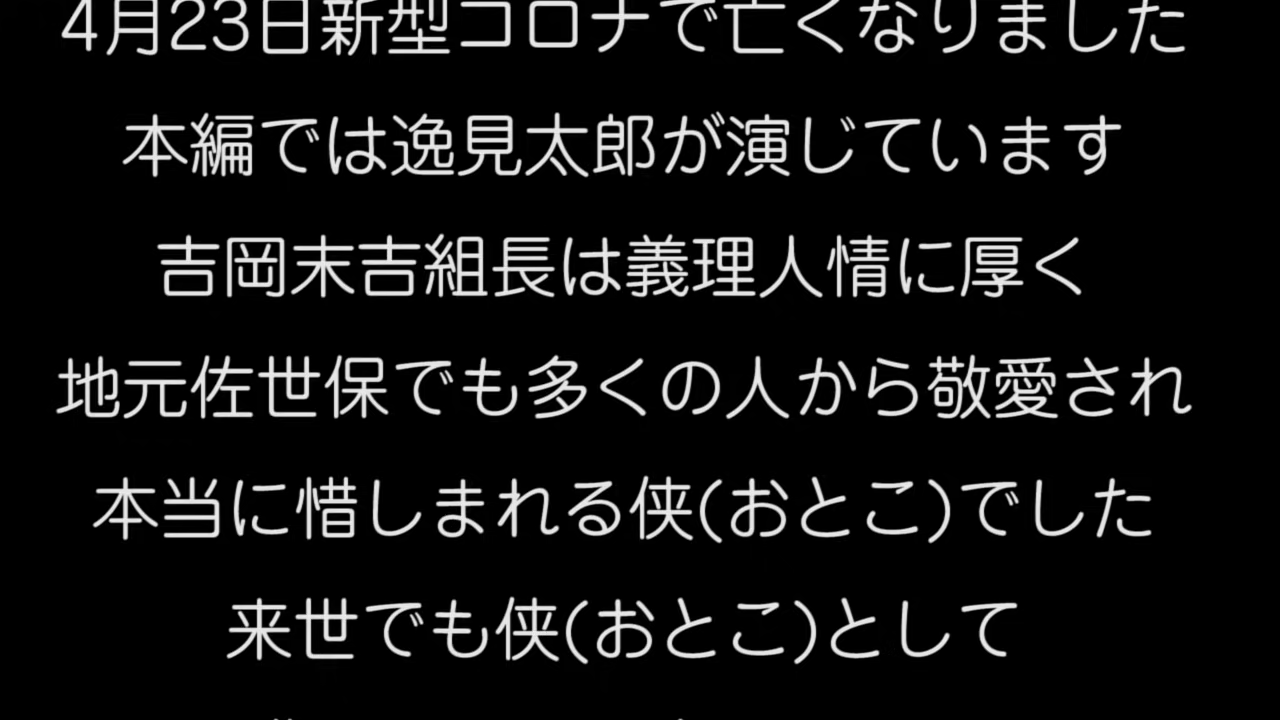 4月23日新型コロナで亡くなりました
本編では逸見太郎が演じています
吉岡末吉組長は義理人情に厚く
地元佐世保でも多くの人から敬愛され
本当に惜しまれる侠(おとこ)でした
来世でも侠(おとこ)として